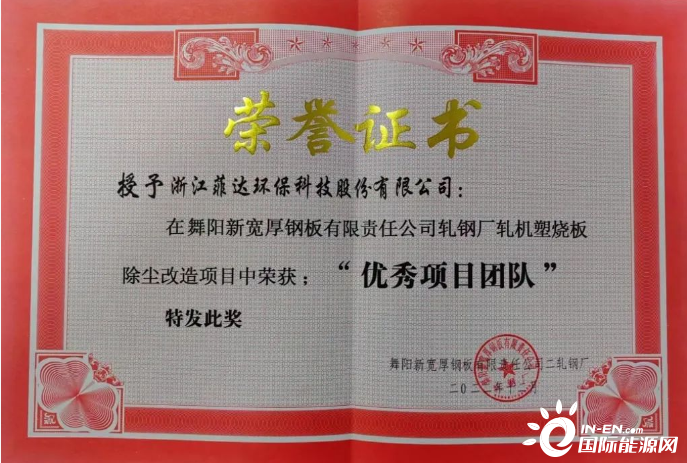 荣誉证书
授予浙江菲达环保科技股份有限公司：
在舞阳新宽厚钢板有限责任公司轧钢厂轧机塑烧板
除尘改造项目中荣获；“优秀项目团队”
特发此奖
舞阳新宽厚钢板有限责任公司二轧钢厂
IN-EN.com
国际能源网